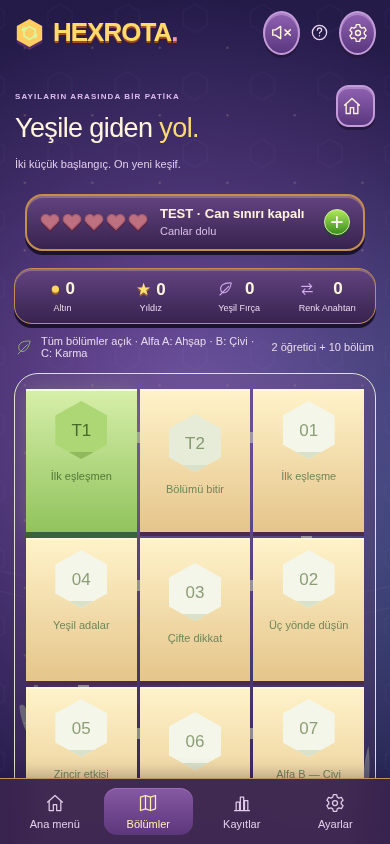 HEXROTA.
SAYILARIN ARASINDA BİR PATİKA
Yeşile giden yol.
İki küçük başlangıç. On yeni keşif.
TEST · Can sınırı kapalı
Canlar dolu
0 0 0 0
Altın Yıldız Yeşil Fırça Renk Anahtarı
Tüm bölümler açık · Alfa A: Ahşap · B: Çivi ·
C: Karma
2 öğretici + 10 bölüm
T1 T2 01
İlk eşleşmen Bölümü bitir İlk eşleşme
04 03 02
Yeşil adalar Çifte dikkat Üç yönde düşün
05 06 07
Zincir etkisi Alfa B — Çivi
Ana menü Bölümler Kayıtlar Ayarlar